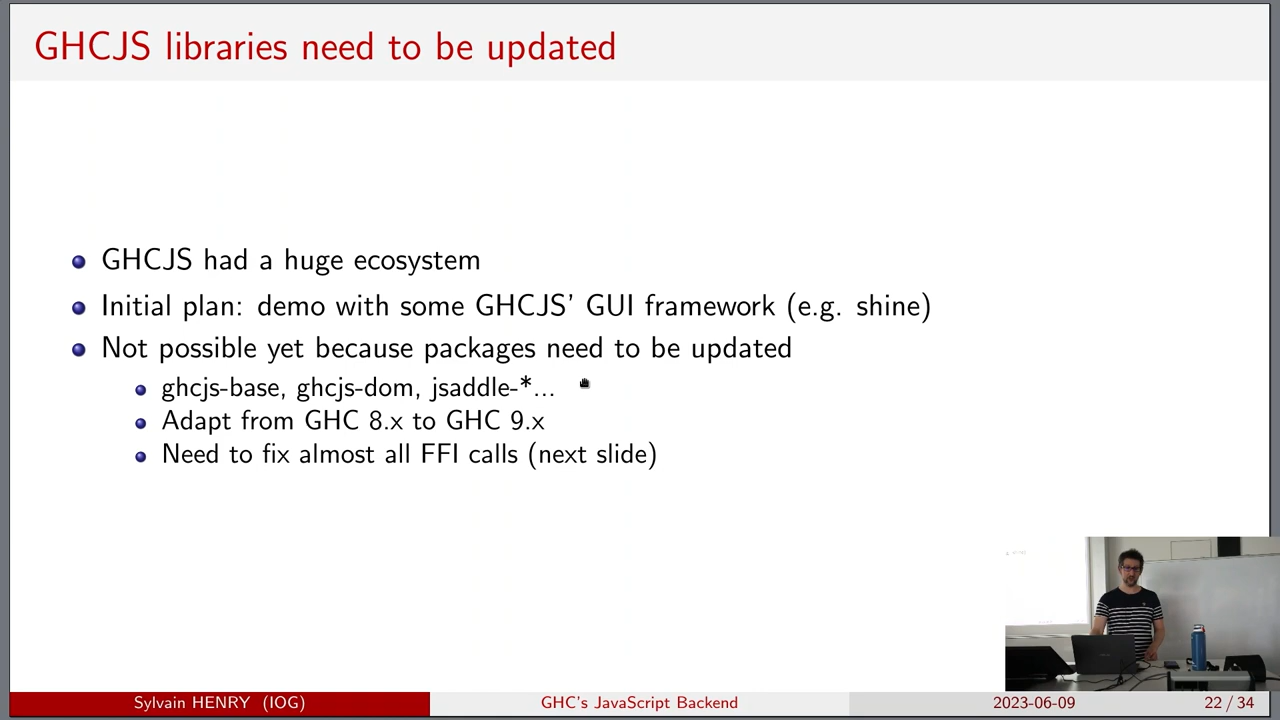 GHCJS libraries need to be updated
GHCJS had a huge ecosystem
Initial plan: demo with some GHCJS' GUI framework (e.g. shine)
Not possible yet because packages need to be updated
ghcjs-base, ghcjs-dom, jsaddle-*...
Adapt from GHC 8.x to GHC 9.x
Need to fix almost all FFI calls (next slide)
Sylvain HENRY (IOG)
GHC's JavaScript Backend
2023-06-09
22 / 34